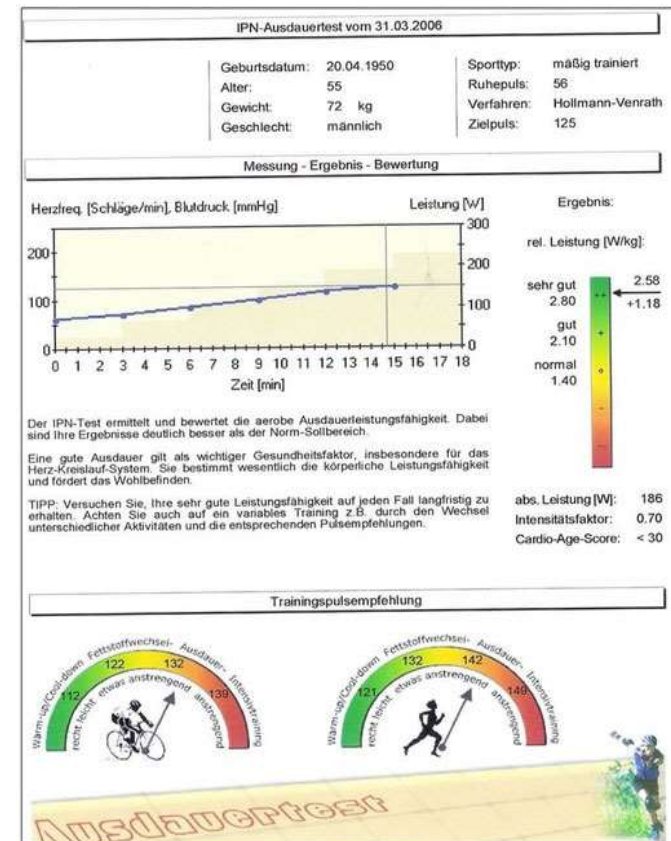 IPN-Ausdauertest vom 31.03.2006
Geburtsdatum: 20.04.1950
Alter: 55
Gewicht: 72 kg
Geschlecht: männlich
Sporttyp: mäßig trainiert
Ruhepuls: 56
Verfahren: Hollmann-Venrath
Zielpuls: 125
Messung - Ergebnis - Bewertung
Herzfreq. [Schläge/min], Blutdruck [mmHg]
Leistung [W]
200
100
0
300
200
100
0
0 1 2 3 4 5 6 7 8 9 10 11 12 13 14 15 16 17 18
Zeit [min]
Ergebnis:
rel. Leistung [W/kg]:
sehr gut
2.80
gut
2.10
normal
1.40
++
+
o
-
--
2.58
+1.18
Der IPN-Test ermittelt und bewertet die aerobe Ausdauerleistungsfähigkeit. Dabei
sind Ihre Ergebnisse deutlich besser als der Norm-Sollbereich.
Eine gute Ausdauer gilt als wichtiger Gesundheitsfaktor, insbesondere für das
Herz-Kreislauf-System. Sie bestimmt wesentlich die körperliche Leistungsfähigkeit
und fördert das Wohlbefinden.
TIPP: Versuchen Sie, Ihre sehr gute Leistungsfähigkeit auf jeden Fall langfristig zu
erhalten. Achten Sie auch auf ein variables Training z.B. durch den Wechsel
unterschiedlicher Aktivitäten und die entsprechenden Pulsempfehlungen.
abs. Leistung [W]: 186
Intensitätsfaktor: 0.70
Cardio-Age-Score: < 30
Trainingspulsempfehlung
Warm-up/Cool-down Fettstoffwechsel- Ausdauer- Intensivtraining
112 122 132 139
recht leicht etwas anstrengend anstrengend
Warm-up/Cool-down Fettstoffwechsel- Ausdauer- Intensivtraining
121 132 142 149
recht leicht etwas anstrengend anstrengend
Ausdauertest